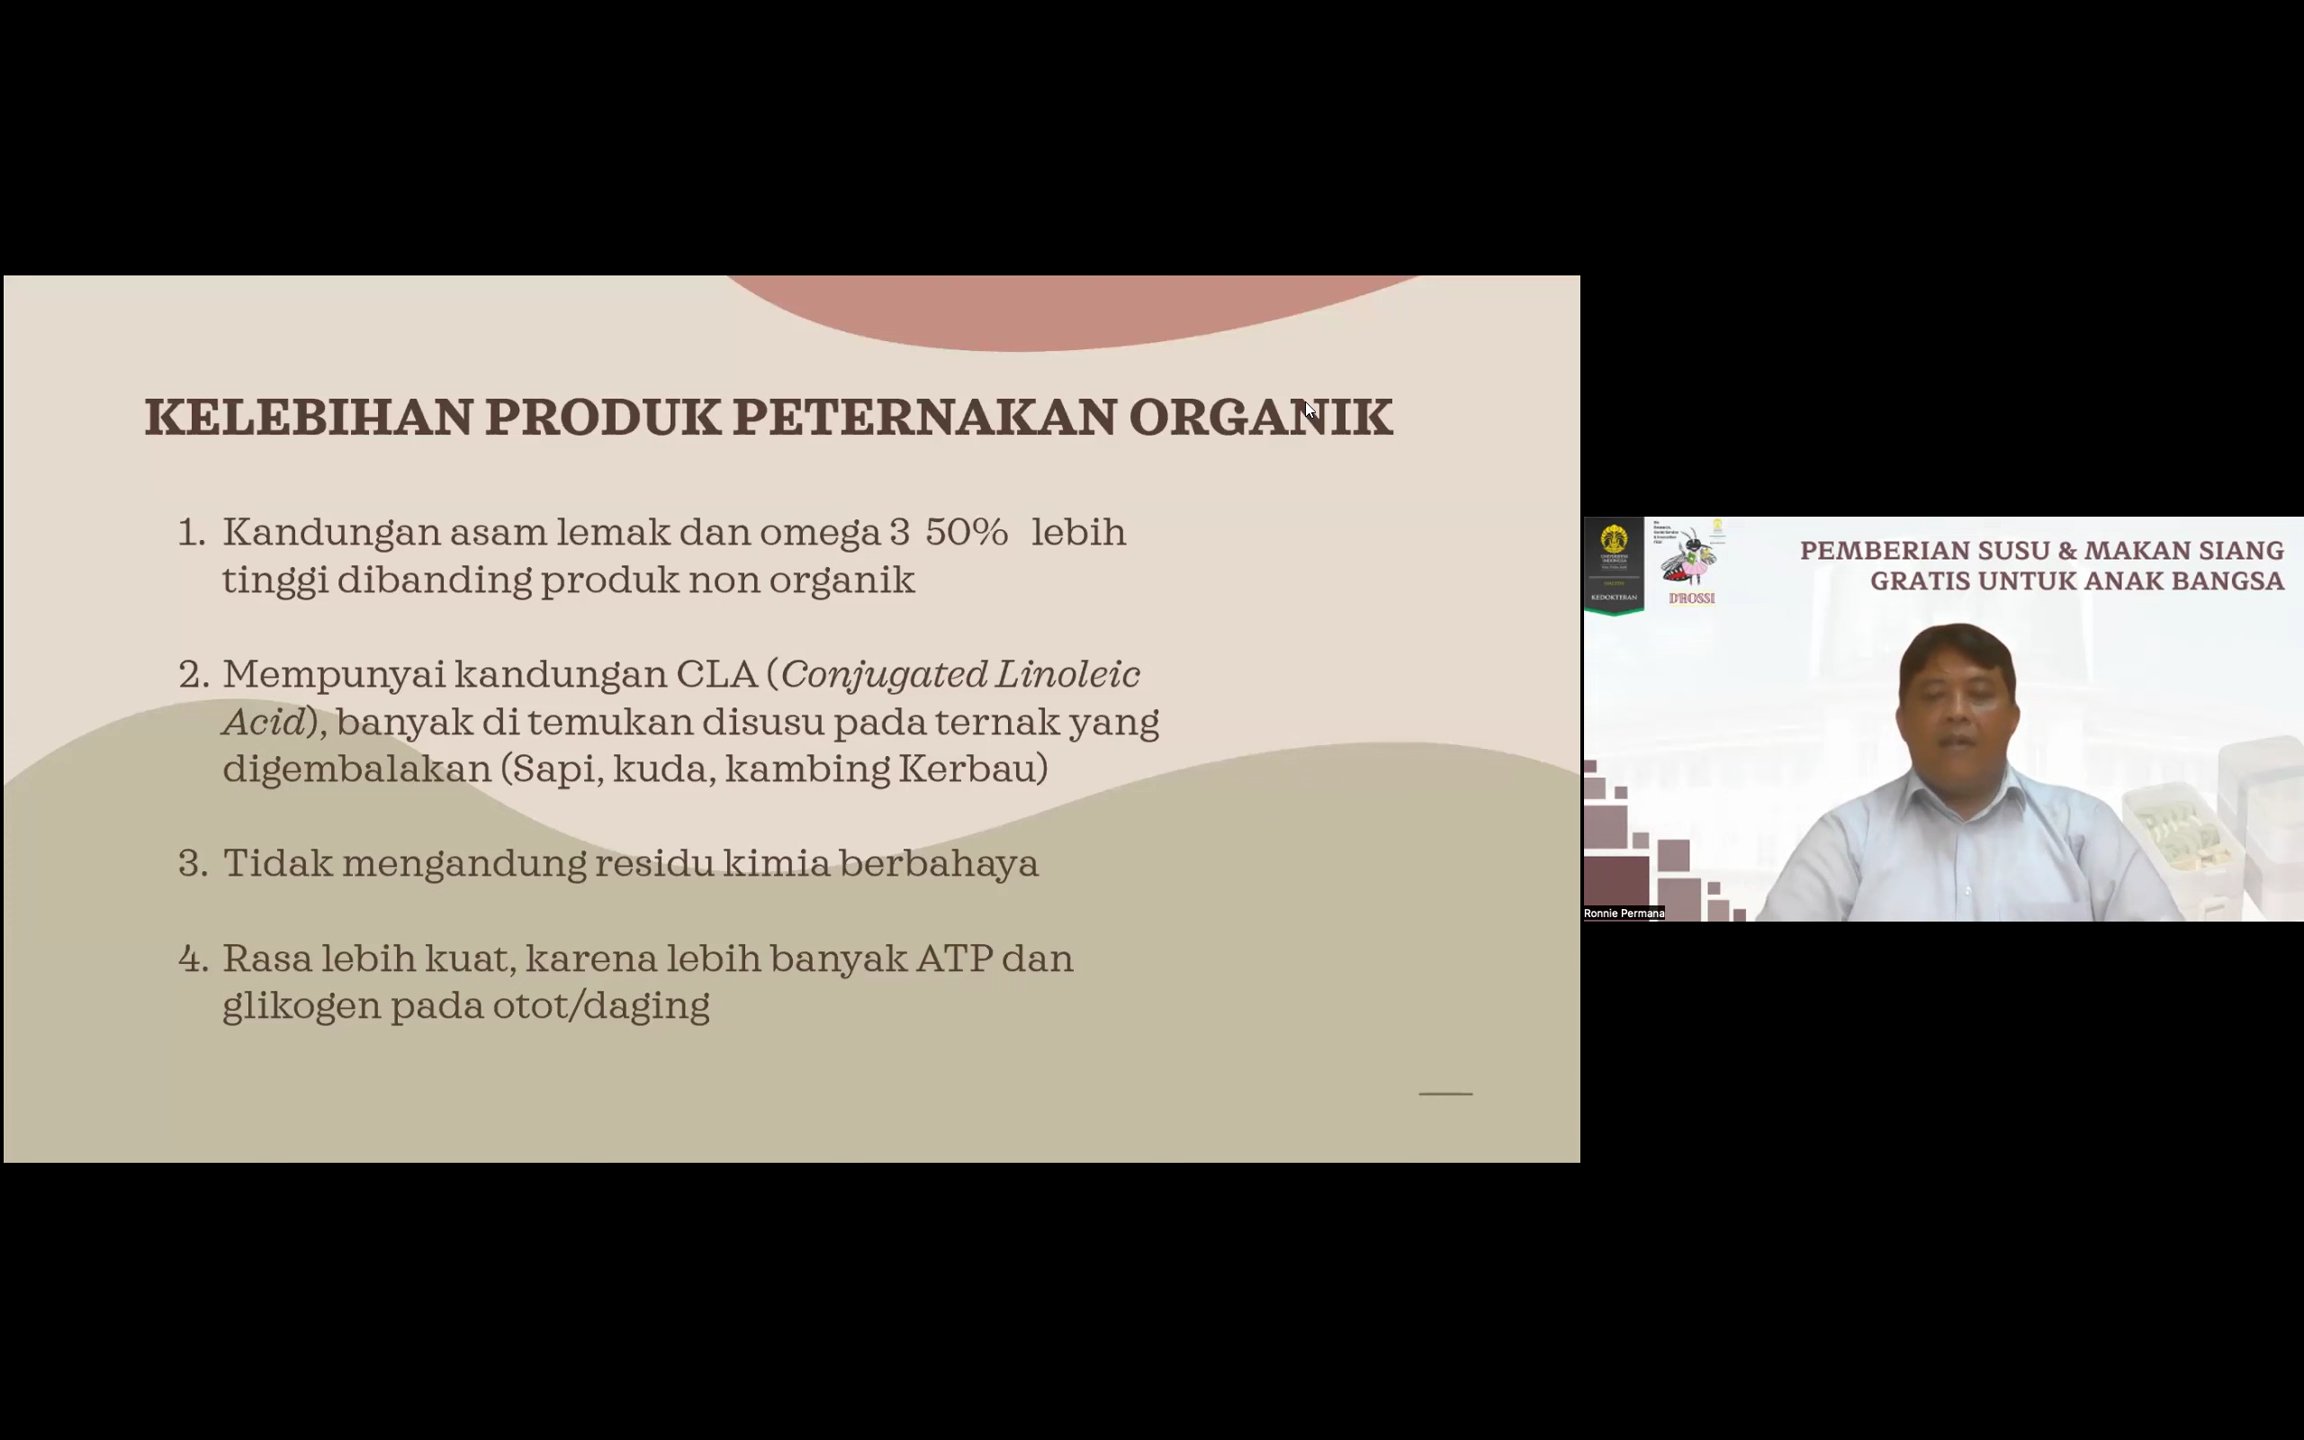 KELEBIHAN PRODUK PETERNAKAN ORGANIK
1. Kandungan asam lemak dan omega 3 50% lebih
tinggi dibanding produk non organik
2. Mempunyai kandungan CLA (Conjugated Linoleic
Acid), banyak di temukan disusu pada ternak yang
digembalakan (Sapi, kuda, kambing Kerbau)
3. Tidak mengandung residu kimia berbahaya
4. Rasa lebih kuat, karena lebih banyak ATP dan
glikogen pada otot/daging
PEMBERIAN SUSU & MAKAN SIANG
GRATIS UNTUK ANAK BANGSA
UNIVERSITAS
INDONESIA
KEDOKTERAN
D'ROSSI
Ronnie Permana